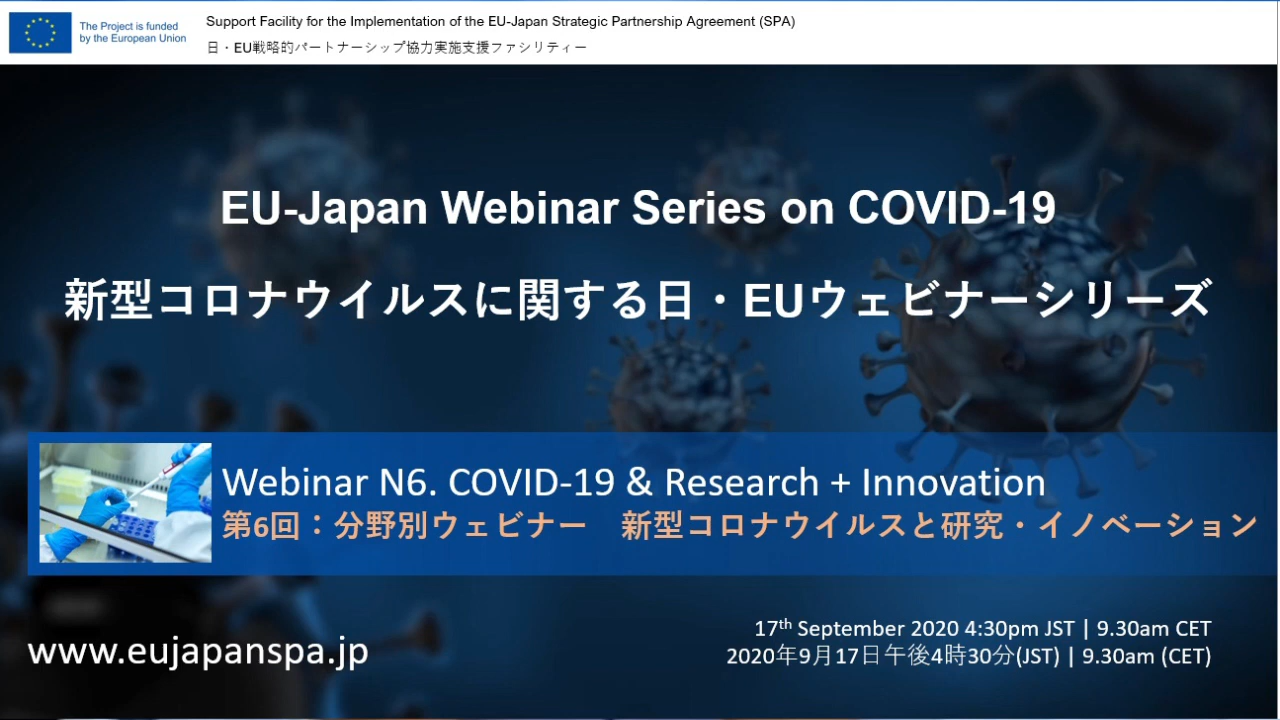 The Project is funded
by the European Union
Support Facility for the Implementation of the EU-Japan Strategic Partnership Agreement (SPA)
日・EU戦略的パートナーシップ協力実施支援ファシリティー
EU-Japan Webinar Series on COVID-19
新型コロナウイルスに関する日・EUウェビナーシリーズ
Webinar N6. COVID-19 & Research + Innovation
第6回：分野別ウェビナー　新型コロナウイルスと研究・イノベーション
17th September 2020 4:30pm JST | 9.30am CET
2020年9月17日午後4時30分(JST) | 9.30am (CET)
www.eujapanspa.jp